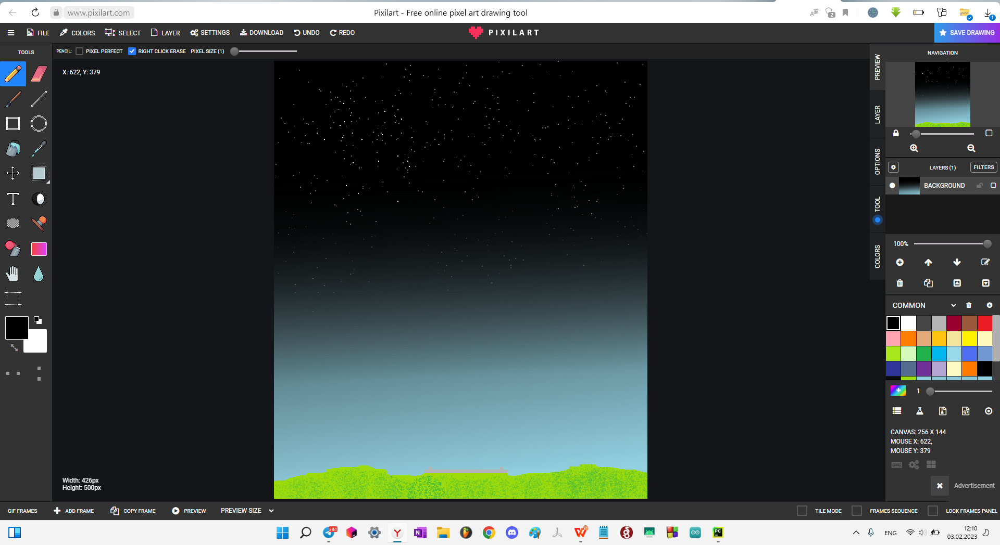 www.pixilart.com
Pixilart - Free online pixel art drawing tool
2
1
FILE COLORS SELECT LAYER SETTINGS DOWNLOAD UNDO REDO
PIXILART
SAVE DRAWING
TOOLS
PENCIL: PIXEL PERFECT RIGHT CLICK ERASE PIXEL SIZE (1)
X: 622, Y: 379
NAVIGATION
PREVIEW
LAYER
OPTIONS
TOOL
COLORS
LAYERS (1) FILTERS
BACKGROUND
100%
COMMON
1
CANVAS: 256 X 144
MOUSE X: 622,
MOUSE Y: 379
Advertisement
Width: 426px
Height: 500px
GIF FRAMES ADD FRAME COPY FRAME PREVIEW PREVIEW SIZE
TILE MODE FRAMES SEQUENCE LOCK FRAMES PANEL
384
ENG
12:10
03.02.2023